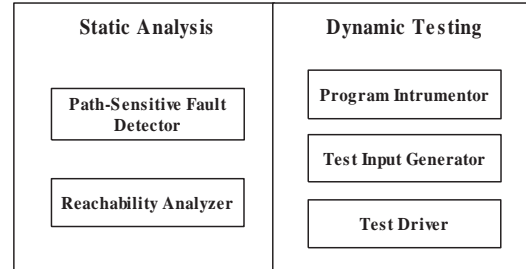 Static Analysis
Path-Sensitive Fault
Detector
Reachability Analyzer
Dynamic Testing
Program Intrumentor
Test Input Generator
Test Driver